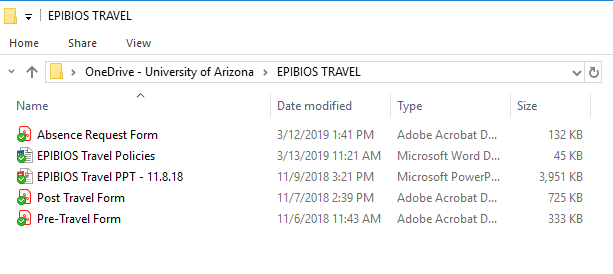 EPIBIOS TRAVEL
Home Share View
OneDrive - University of Arizona EPIBIOS TRAVEL
Name Date modified Type Size
Absence Request Form 3/12/2019 1:41 PM Adobe Acrobat D... 132 KB
EPIBIOS Travel Policies 3/13/2019 11:21 AM Microsoft Word D... 45 KB
EPIBIOS Travel PPT - 11.8.18 11/9/2018 3:21 PM Microsoft PowerP... 3,951 KB
Post Travel Form 11/7/2018 2:39 PM Adobe Acrobat D... 725 KB
Pre-Travel Form 11/6/2018 11:43 AM Adobe Acrobat D... 333 KB